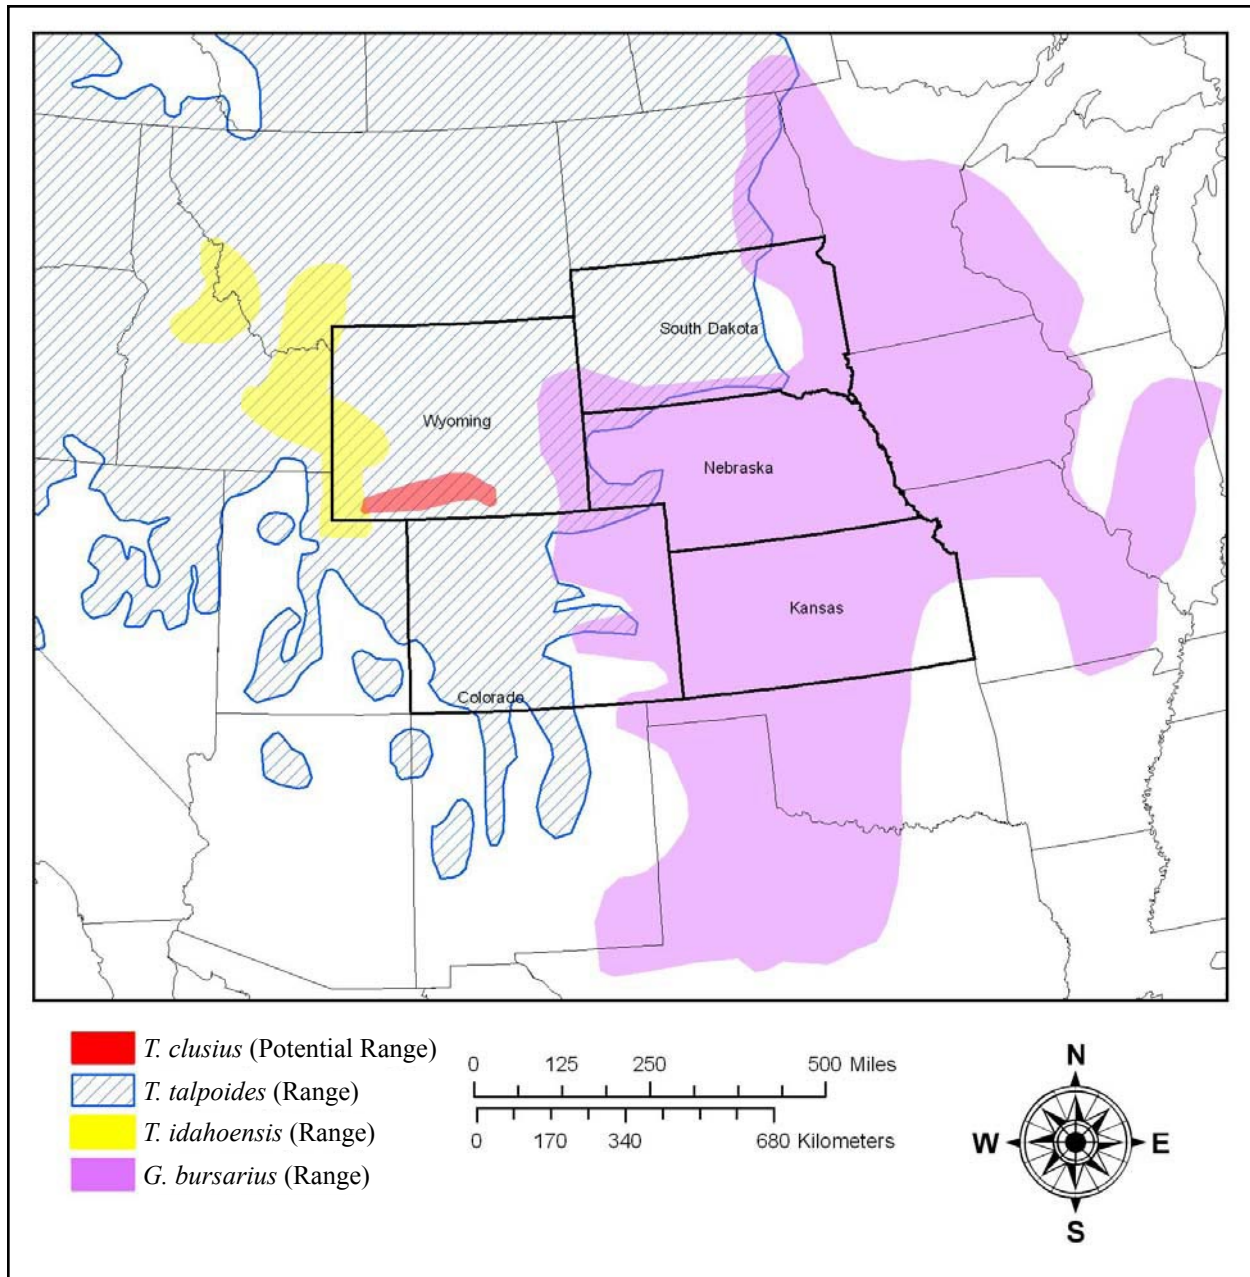 South Dakota
Wyoming
Nebraska
Kansas
Colorado
T. clusius (Potential Range)
T. talpoides (Range)
T. idahoensis (Range)
G. bursarius (Range)
0 125 250 500 Miles
0 170 340 680 Kilometers
N
W E
S